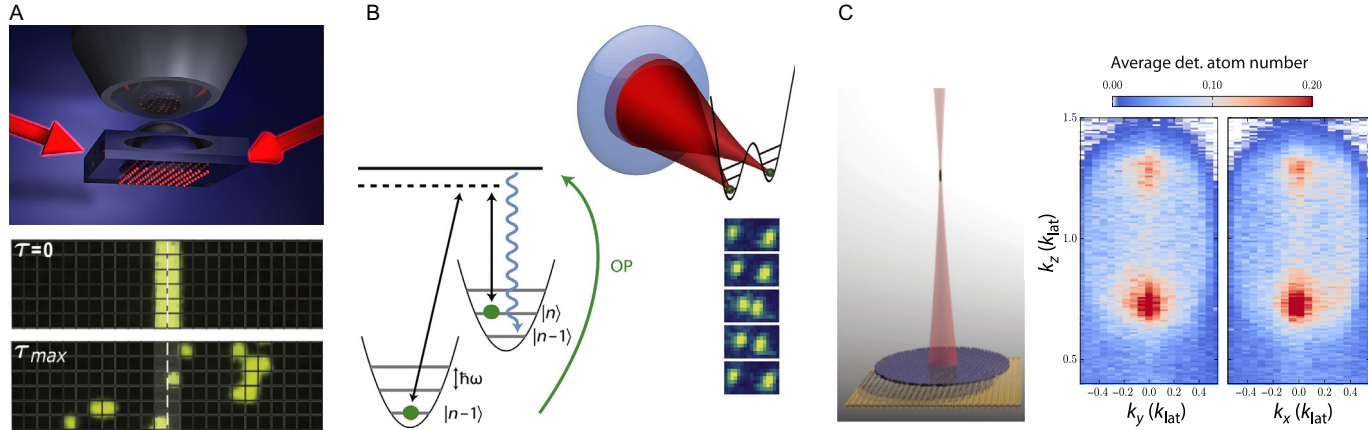 A
B
C
τ=0
τmax
|n⟩
|n−1⟩
ħω
|n−1⟩
OP
Average det. atom number
0.00 0.10 0.20
1.5
1.0
0.5
kz (klat)
−0.4 −0.2 0.0 0.2 0.4
−0.4 −0.2 0.0 0.2 0.4
ky (klat)
kx (klat)